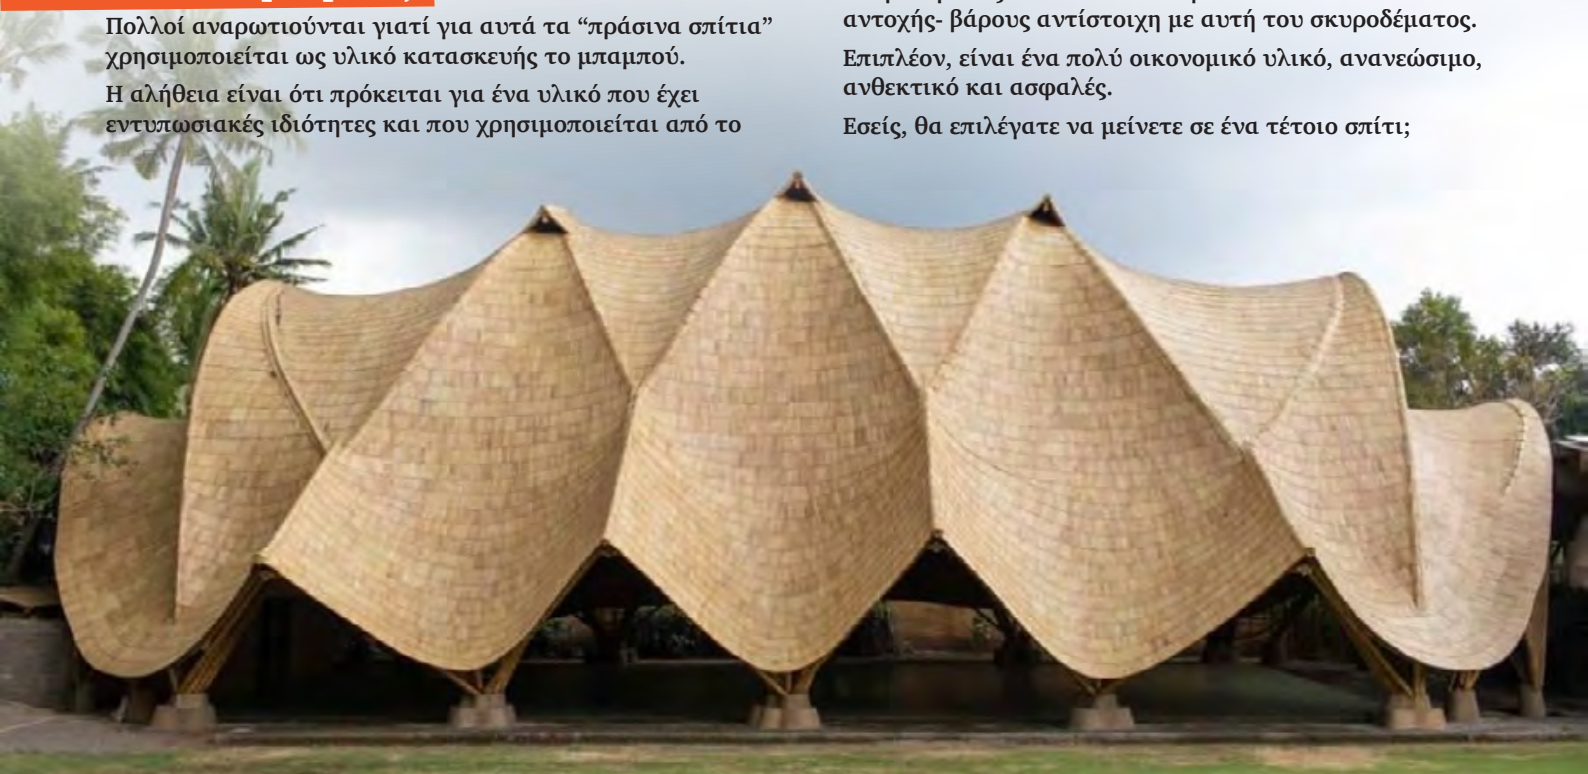 Πολλοί αναρωτιούνται γιατί για αυτά τα “πράσινα σπίτια”
χρησιμοποιείται ως υλικό κατασκευής το μπαμπού.
Η αλήθεια είναι ότι πρόκειται για ένα υλικό που έχει
εντυπωσιακές ιδιότητες και που χρησιμοποιείται από το
αντοχής- βάρους αντίστοιχη με αυτή του σκυροδέματος.
Επιπλέον, είναι ένα πολύ οικονομικό υλικό, ανανεώσιμο,
ανθεκτικό και ασφαλές.
Εσείς, θα επιλέγατε να μείνετε σε ένα τέτοιο σπίτι;